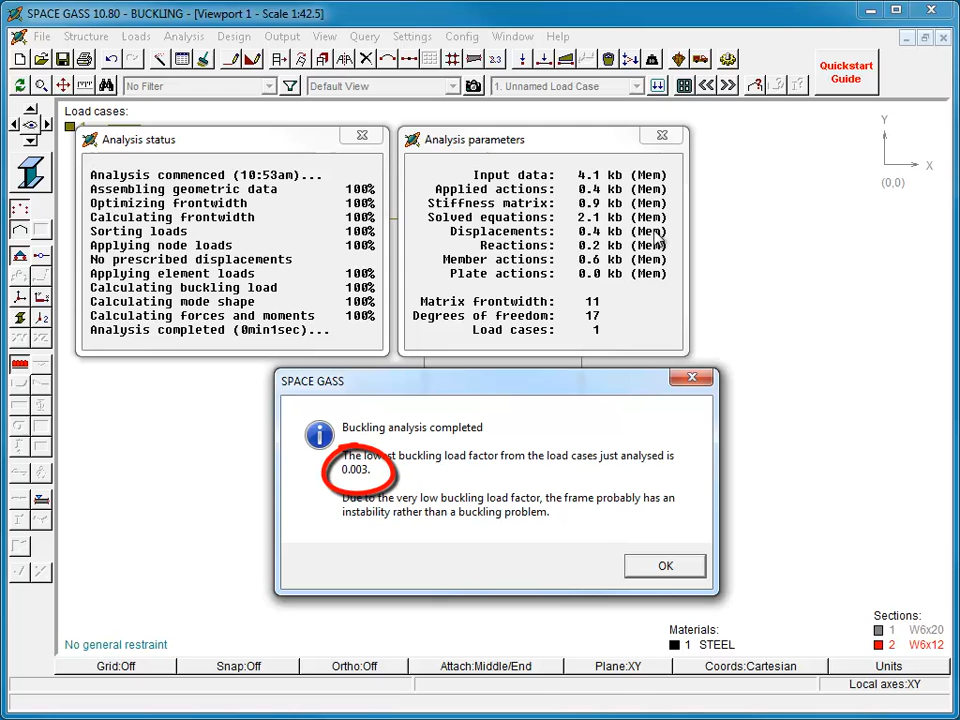 SPACE GASS 10.80 - BUCKLING - [Viewport 1 - Scale 1:42.5]
File Structure Loads Analysis Design Output View Query Settings Config Window Help
2.3
Quickstart
Guide
No Filter
Default View
1. Unnamed Load Case
Load cases:
Y
X
(0,0)
Analysis status
Analysis commenced (10:53am)...
Assembling geometric data 100%
Optimizing frontwidth 100%
Calculating frontwidth 100%
Sorting loads 100%
Applying node loads 100%
No prescribed displacements
Applying element loads 100%
Calculating buckling load 100%
Calculating mode shape 100%
Calculating forces and moments 100%
Analysis completed (0min1sec)...
Analysis parameters
Input data: 4.1 kb (Mem)
Applied actions: 0.4 kb (Mem)
Stiffness matrix: 0.9 kb (Mem)
Solved equations: 2.1 kb (Mem)
Displacements: 0.4 kb (Mem)
Reactions: 0.2 kb (Mem)
Member actions: 0.6 kb (Mem)
Plate actions: 0.0 kb (Mem)
Matrix frontwidth: 11
Degrees of freedom: 17
Load cases: 1
SPACE GASS
Buckling analysis completed
The lowest buckling load factor from the load cases just analysed is
0.003.
Due to the very low buckling load factor, the frame probably has an
instability rather than a buckling problem.
OK
No general restraint
Materials:
1 STEEL
Sections:
1 W6x20
2 W6x12
Grid:Off Snap:Off Ortho:Off Attach:Middle/End Plane:XY Coords:Cartesian Units
Local axes:XY